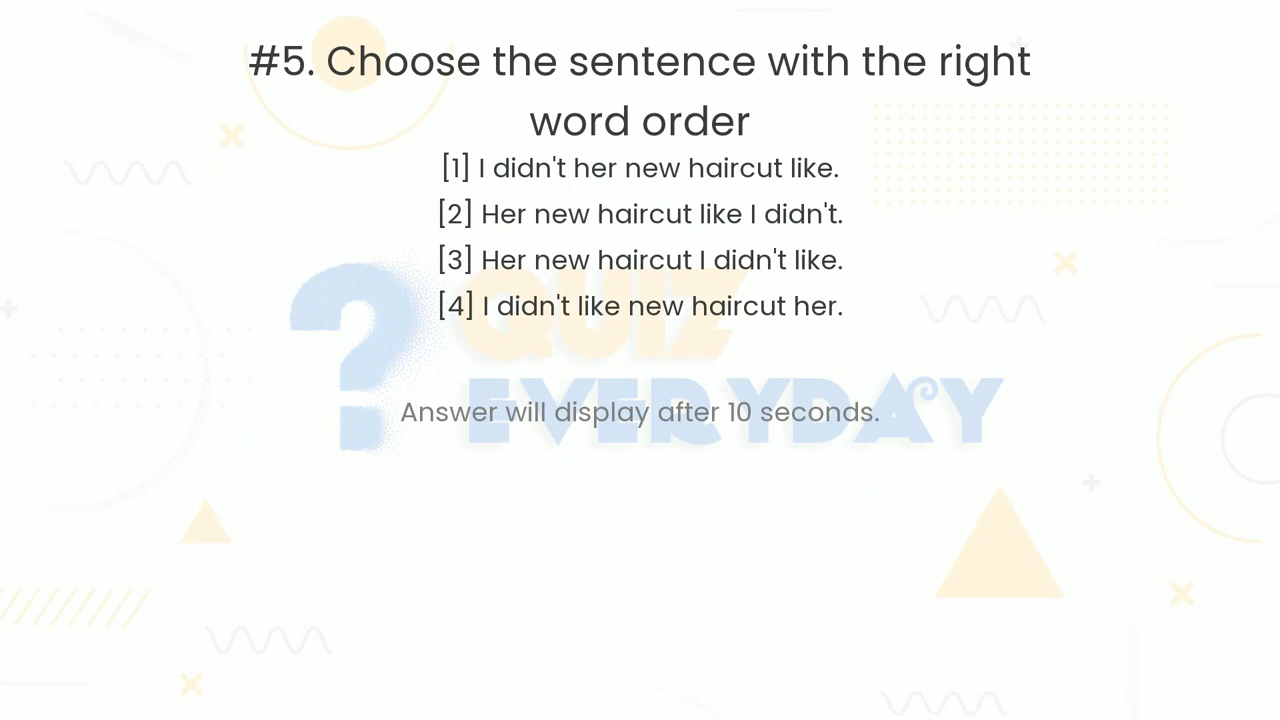 #5. Choose the sentence with the right
word order
[1] I didn't her new haircut like.
[2] Her new haircut like I didn't.
[3] Her new haircut I didn't like.
[4] I didn't like new haircut her.
QUIZ
EVERYDAY
Answer will display after 10 seconds.